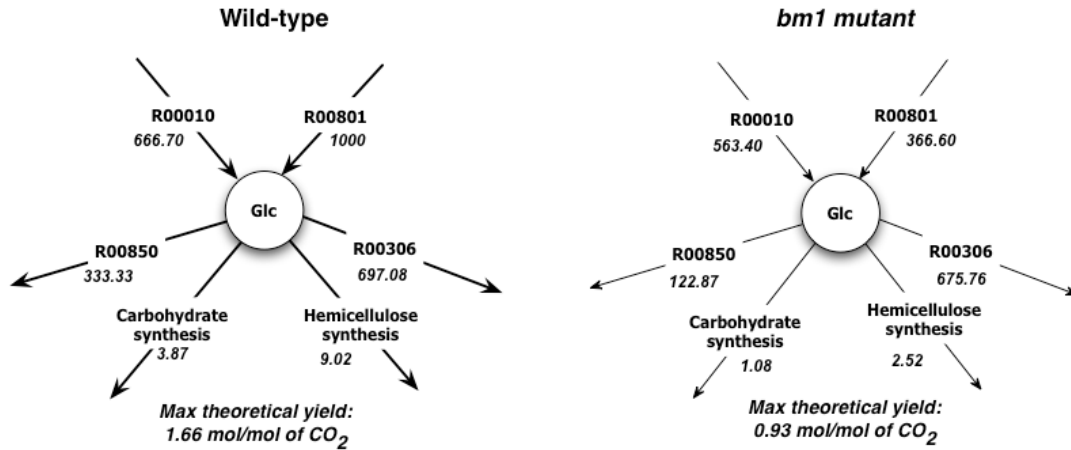 Wild-type
R00010
666.70
R00801
1000
Glc
R00850
333.33
R00306
697.08
Carbohydrate
synthesis
3.87
Hemicellulose
synthesis
9.02
Max theoretical yield:
1.66 mol/mol of CO2
bm1 mutant
R00010
563.40
R00801
366.60
Glc
R00850
122.87
R00306
675.76
Carbohydrate
synthesis
1.08
Hemicellulose
synthesis
2.52
Max theoretical yield:
0.93 mol/mol of CO2